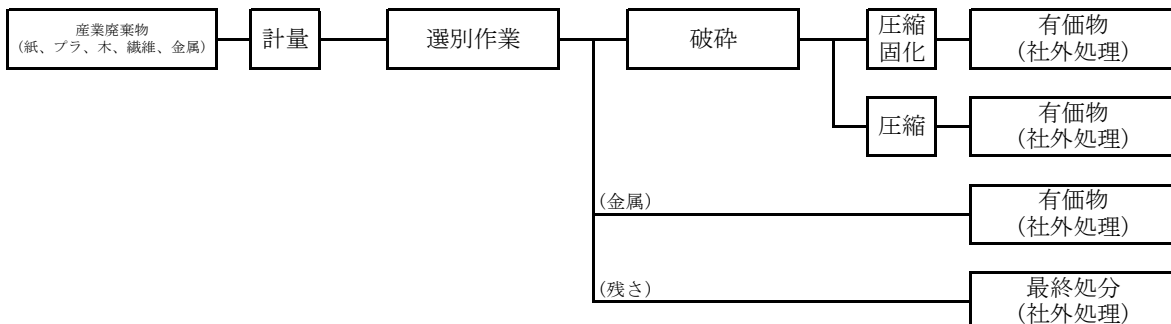 産業廃棄物
（紙、プラ、木、繊維、金属）
計量
選別作業
破砕
圧縮
固化
有価物
（社外処理）
圧縮
有価物
（社外処理）
（金属）
有価物
（社外処理）
（残さ）
最終処分
（社外処理）